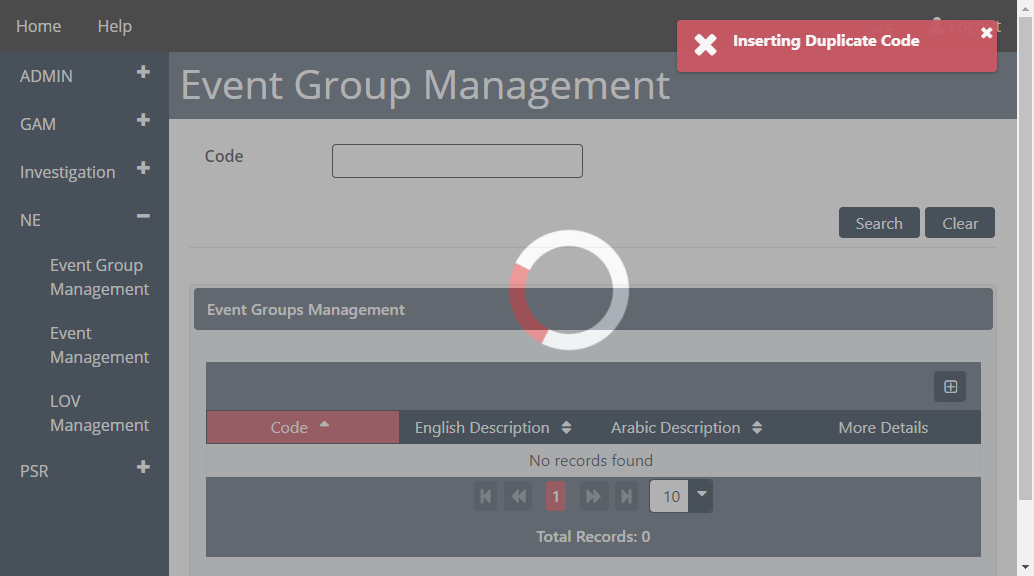 Home Help
Inserting Duplicate Code
ADMIN
GAM
Investigation
NE
Event Group
Management
Event
Management
LOV
Management
PSR
Event Group Management
Code
Search Clear
Event Groups Management
Code English Description Arabic Description More Details
No records found
1 10
Total Records: 0